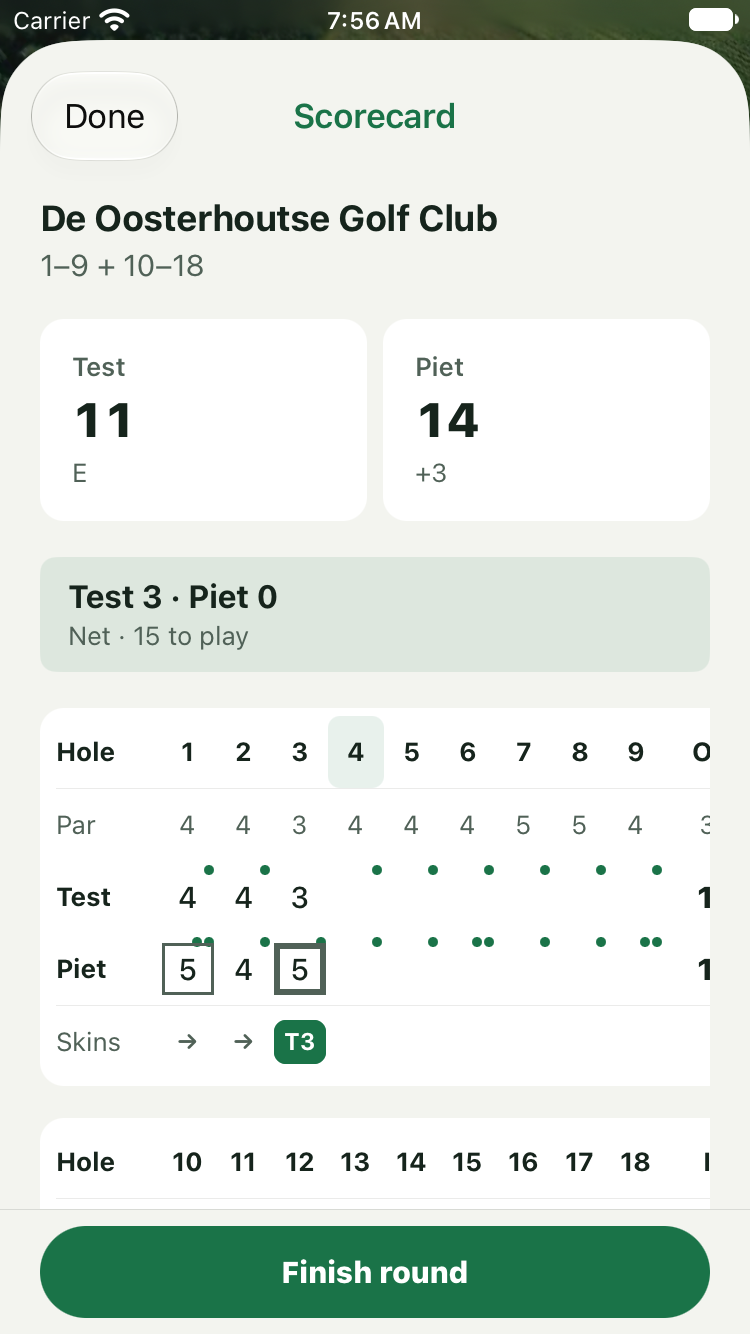 Carrier 7:56 AM
Done Scorecard
De Oosterhoutse Golf Club
1–9 + 10–18
Test Piet
11 14
E +3
Test 3 · Piet 0
Net · 15 to play
Hole 1 2 3 4 5 6 7 8 9
Par 4 4 3 4 4 4 5 5 4
Test 4 4 3
Piet 5 4 5
Skins → → T3
Hole 10 11 12 13 14 15 16 17 18
Finish round